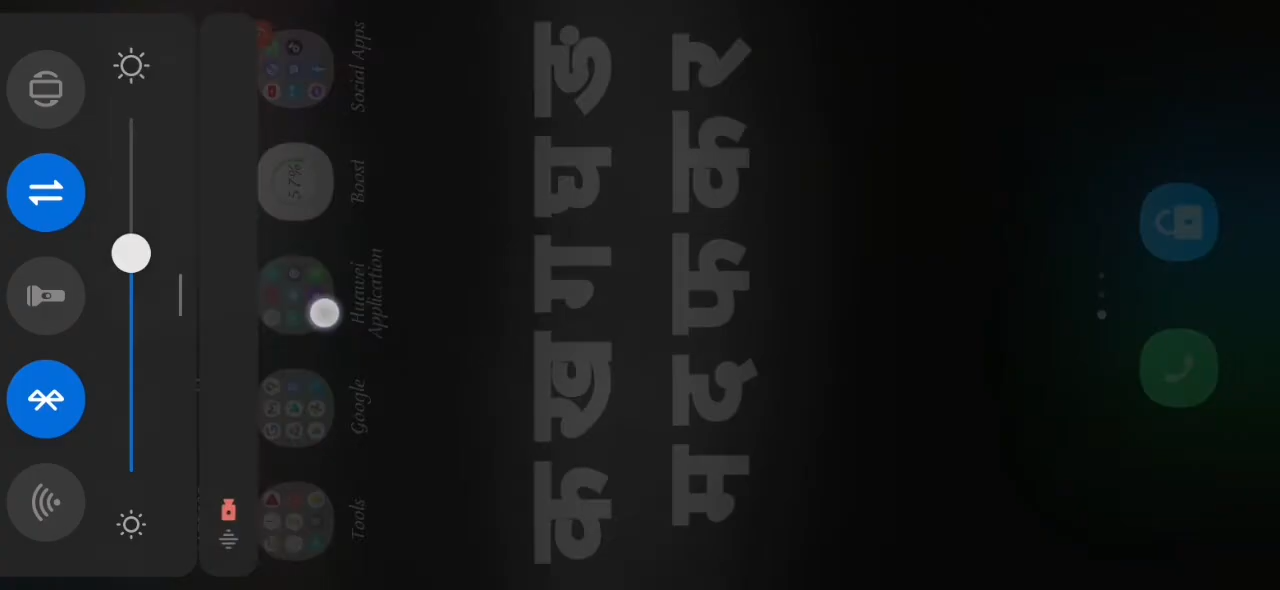 57%
Tools
Google
Huawei Application
Boost
Social Apps
क ख ग घ ङ
म द फ क र